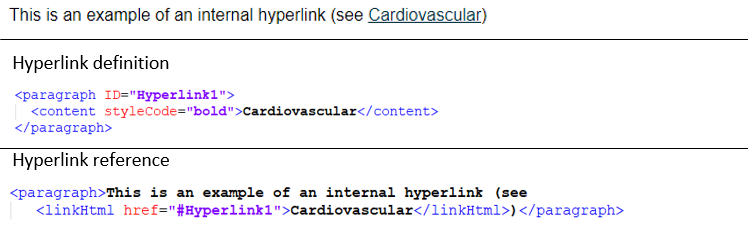 This is an example of an internal hyperlink (see Cardiovascular)
Hyperlink definition
<paragraph ID="Hyperlink1">
<content styleCode="bold">Cardiovascular</content>
</paragraph>
Hyperlink reference
<paragraph>This is an example of an internal hyperlink (see
<linkHtml href="#Hyperlink1">Cardiovascular</linkHtml>)</paragraph>